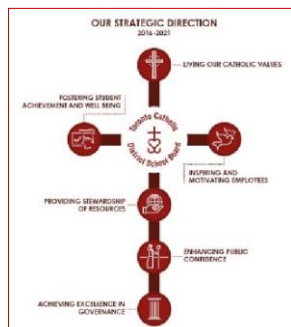 OUR STRATEGIC DIRECTION
2016-2021
LIVING OUR CATHOLIC VALUES
FOSTERING STUDENT
ACHIEVEMENT AND WELL BEING
Toronto Catholic
District School Board
INSPIRING AND
MOTIVATING EMPLOYEES
PROVIDING STEWARDSHIP
OF RESOURCES
ENHANCING PUBLIC
CONFIDENCE
ACHIEVING EXCELLENCE IN
GOVERNANCE